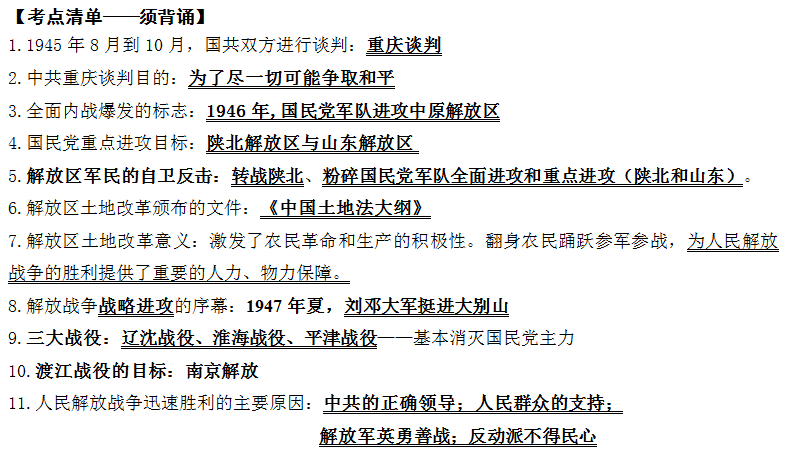 【考点清单——须背诵】
1.1945年8月到10月，国共双方进行谈判：重庆谈判
2.中共重庆谈判目的：为了尽一切可能争取和平
3.全面内战爆发的标志：1946年,国民党军队进攻中原解放区
4.国民党重点进攻目标：陕北解放区与山东解放区
5.解放区军民的自卫反击：转战陕北、粉碎国民党军队全面进攻和重点进攻（陕北和山东）。
6.解放区土地改革颁布的文件：《中国土地法大纲》
7.解放区土地改革意义：激发了农民革命和生产的积极性。翻身农民踊跃参军参战，为人民解放
战争的胜利提供了重要的人力、物力保障。
8.解放战争战略进攻的序幕：1947年夏，刘邓大军挺进大别山
9.三大战役：辽沈战役、淮海战役、平津战役——基本消灭国民党主力
10.渡江战役的目标：南京解放
11.人民解放战争迅速胜利的主要原因：中共的正确领导；人民群众的支持；
解放军英勇善战；反动派不得民心